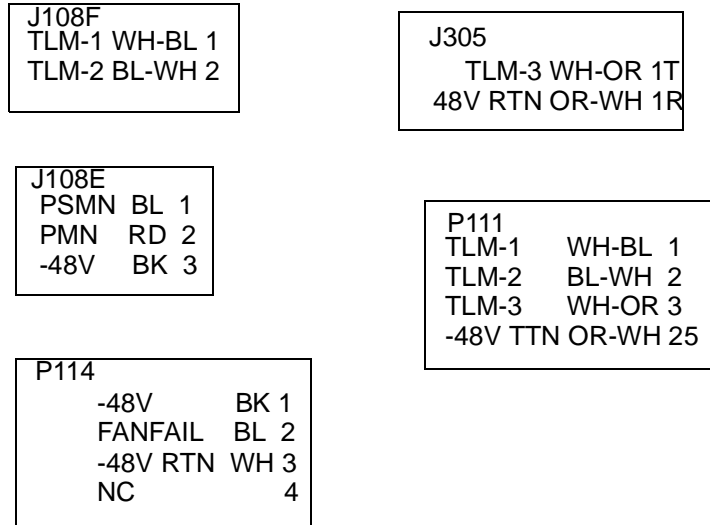 J108F
TLM-1 WH-BL 1
TLM-2 BL-WH 2
J305
TLM-3 WH-OR 1T
48V RTN OR-WH 1R
J108E
PSMN BL 1
PMN RD 2
-48V BK 3
P111
TLM-1 WH-BL 1
TLM-2 BL-WH 2
TLM-3 WH-OR 3
-48V TTN OR-WH 25
P114
-48V BK 1
FANFAIL BL 2
-48V RTN WH 3
NC 4